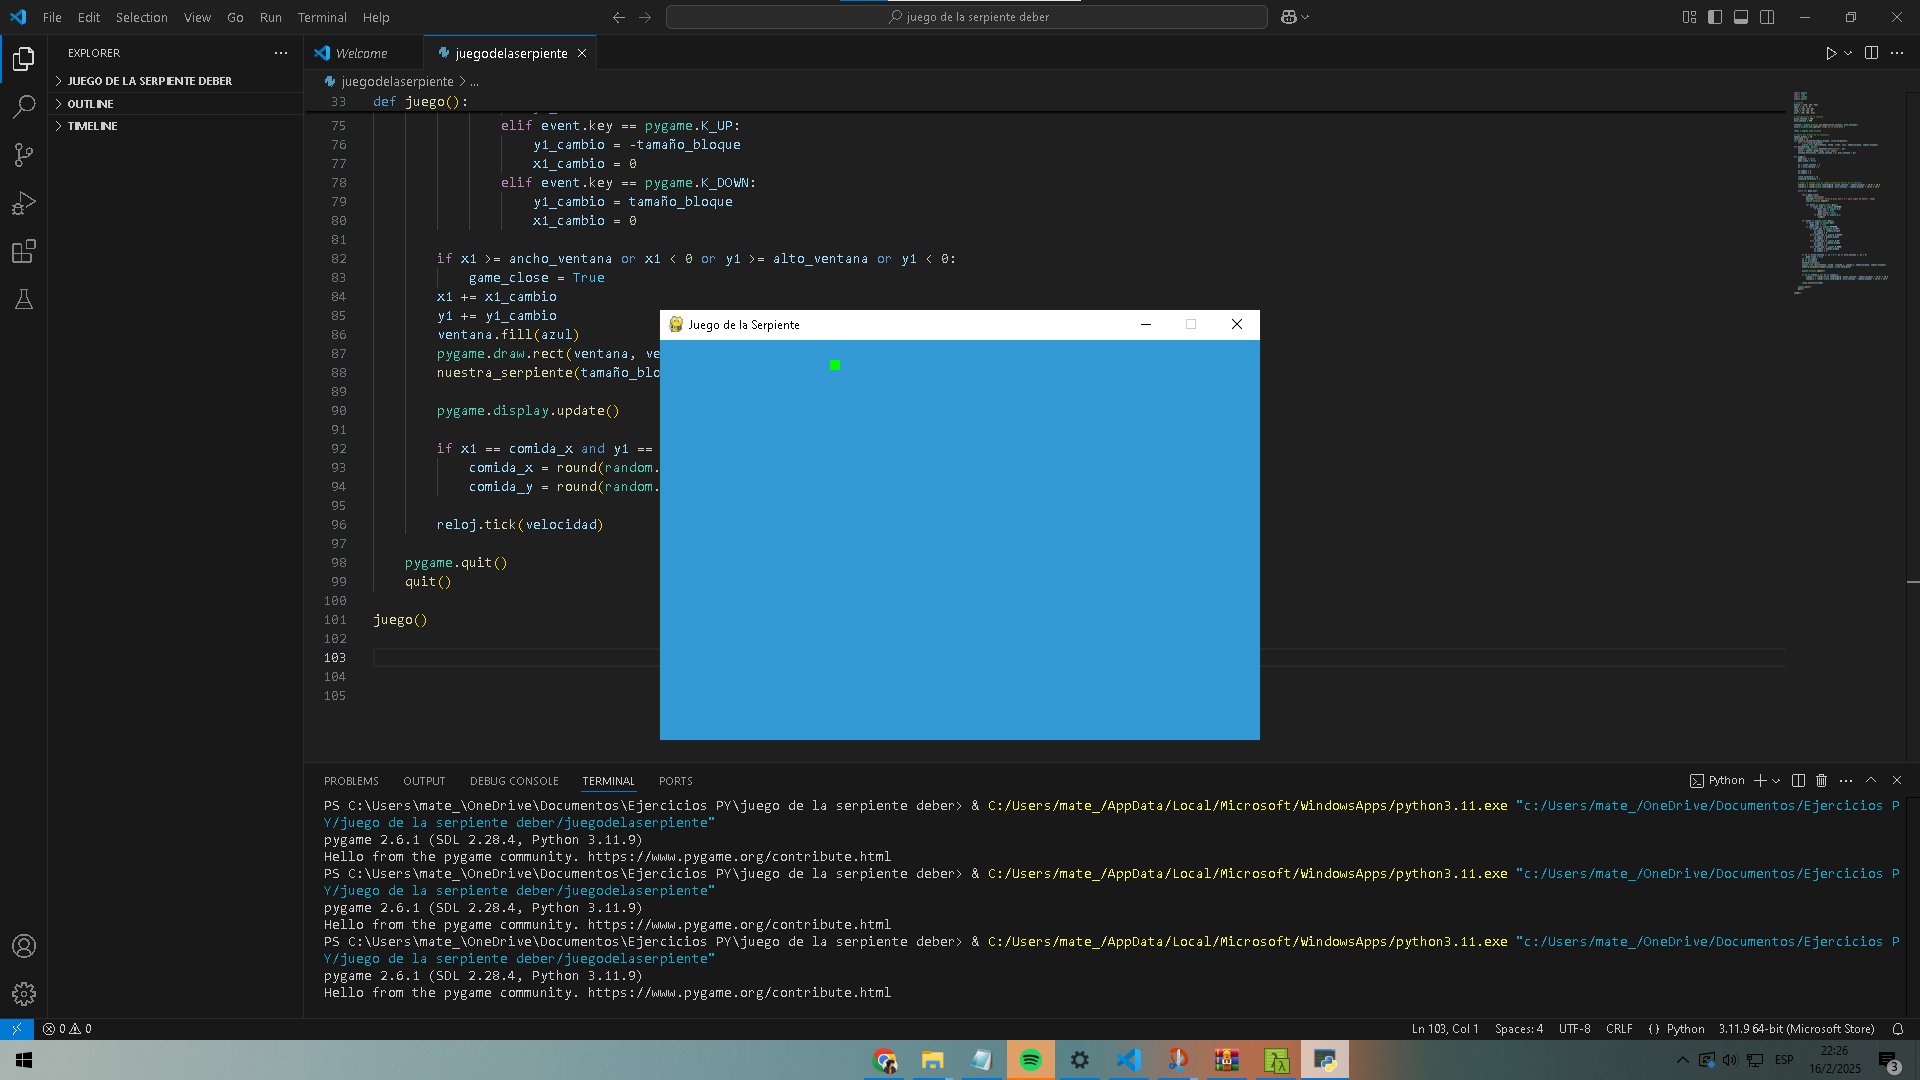 File Edit Selection View Go Run Terminal Help
juego de la serpiente deber
EXPLORER
JUEGO DE LA SERPIENTE DEBER
OUTLINE
TIMELINE
Welcome
juegodelaserpiente
juegodelaserpiente > ...
33 def juego():
75 elif event.key == pygame.K_UP:
76 y1_cambio = -tamaño_bloque
77 x1_cambio = 0
78 elif event.key == pygame.K_DOWN:
79 y1_cambio = tamaño_bloque
80 x1_cambio = 0
81
82 if x1 >= ancho_ventana or x1 < 0 or y1 >= alto_ventana or y1 < 0:
83 game_close = True
84 x1 += x1_cambio
85 y1 += y1_cambio
86 ventana.fill(azul)
87 pygame.draw.rect(ventana, ve
88 nuestra_serpiente(tamaño_blo
89
90 pygame.display.update()
91
92 if x1 == comida_x and y1 ==
93 comida_x = round(random.
94 comida_y = round(random.
95
96 reloj.tick(velocidad)
97
98 pygame.quit()
99 quit()
100
101 juego()
102
103
104
105
Juego de la Serpiente
PROBLEMS OUTPUT DEBUG CONSOLE TERMINAL PORTS
Python
PS C:\Users\mate_\OneDrive\Documentos\Ejercicios PY\juego de la serpiente deber> & C:/Users/mate_/AppData/Local/Microsoft/WindowsApps/python3.11.exe "c:/Users/mate_/OneDrive/Documentos/Ejercicios P
Y/juego de la serpiente deber/juegodelaserpiente"
pygame 2.6.1 (SDL 2.28.4, Python 3.11.9)
Hello from the pygame community. https://www.pygame.org/contribute.html
PS C:\Users\mate_\OneDrive\Documentos\Ejercicios PY\juego de la serpiente deber> & C:/Users/mate_/AppData/Local/Microsoft/WindowsApps/python3.11.exe "c:/Users/mate_/OneDrive/Documentos/Ejercicios P
Y/juego de la serpiente deber/juegodelaserpiente"
pygame 2.6.1 (SDL 2.28.4, Python 3.11.9)
Hello from the pygame community. https://www.pygame.org/contribute.html
PS C:\Users\mate_\OneDrive\Documentos\Ejercicios PY\juego de la serpiente deber> & C:/Users/mate_/AppData/Local/Microsoft/WindowsApps/python3.11.exe "c:/Users/mate_/OneDrive/Documentos/Ejercicios P
Y/juego de la serpiente deber/juegodelaserpiente"
pygame 2.6.1 (SDL 2.28.4, Python 3.11.9)
Hello from the pygame community. https://www.pygame.org/contribute.html
0 0
Ln 103, Col 1 Spaces: 4 UTF-8 CRLF {} Python 3.11.9 64-bit (Microsoft Store)
ESP
22:26
16/2/2025
3